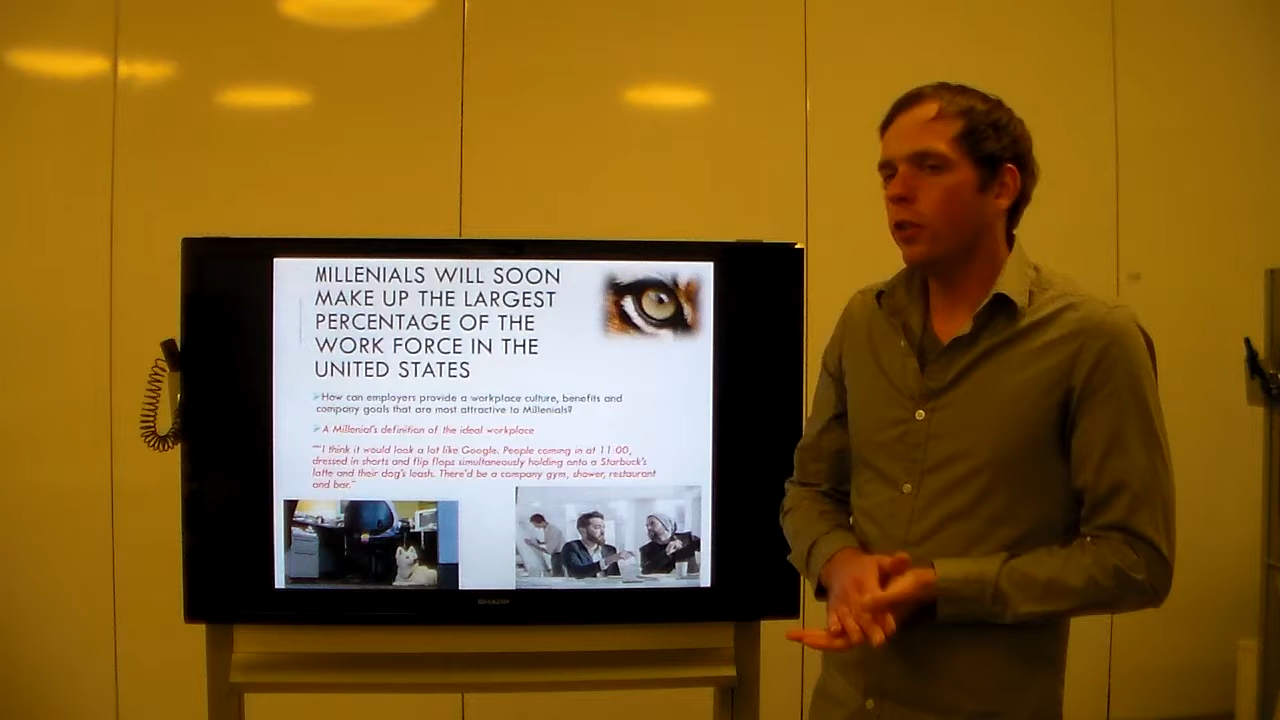 MILLENIALS WILL SOON
MAKE UP THE LARGEST
PERCENTAGE OF THE
WORK FORCE IN THE
UNITED STATES
How can employers provide a workplace culture, benefits and
company goals that are most attractive to Millenials?
A Millenial's definition of the ideal workplace
""I think it would look a lot like Google. People coming in at 11:00,
dressed in shorts and flip flops simultaneously holding onto a Starbuck's
latte and their dog's leash. There'd be a company gym, shower, restaurant
and bar."
SHARP